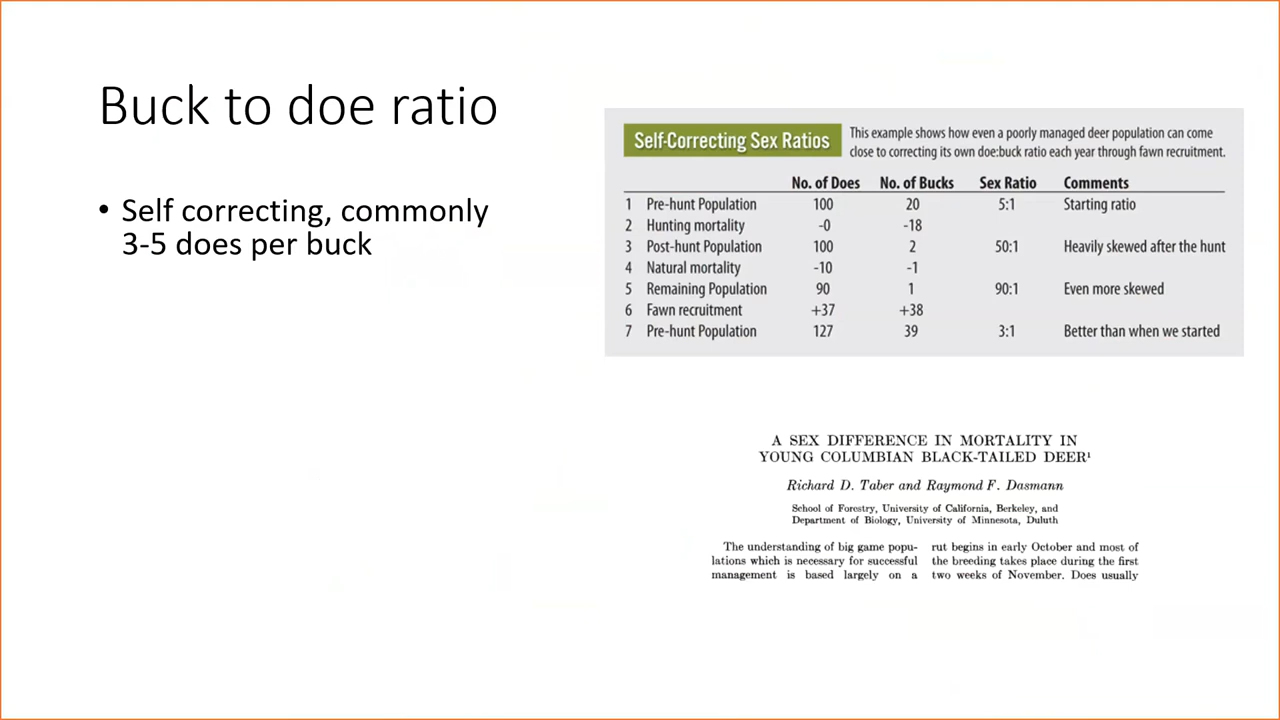 Buck to doe ratio
• Self correcting, commonly
3-5 does per buck
Self-Correcting Sex Ratios
This example shows how even a poorly managed deer population can come
close to correcting its own doe:buck ratio each year through fawn recruitment.
No. of Does No. of Bucks Sex Ratio Comments
1 Pre-hunt Population 100 20 5:1 Starting ratio
2 Hunting mortality -0 -18
3 Post-hunt Population 100 2 50:1 Heavily skewed after the hunt
4 Natural mortality -10 -1
5 Remaining Population 90 1 90:1 Even more skewed
6 Fawn recruitment +37 +38
7 Pre-hunt Population 127 39 3:1 Better than when we started
A SEX DIFFERENCE IN MORTALITY IN
YOUNG COLUMBIAN BLACK-TAILED DEER¹
Richard D. Taber and Raymond F. Dasmann
School of Forestry, University of California, Berkeley, and
Department of Biology, University of Minnesota, Duluth
The understanding of big game popu-
lations which is necessary for successful
management is based largely on a
rut begins in early October and most of
the breeding takes place during the first
two weeks of November. Does usually